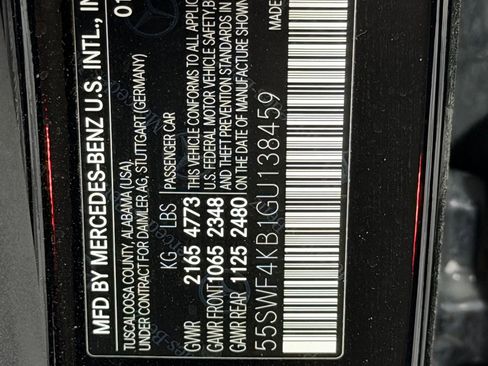 MFD BY MERCEDES-BENZ U.S. INTL., IN
01
TUSCALOOSA COUNTY, ALABAMA (USA),
UNDER CONTRACT FOR DAIMLER AG, STUTTGART (GERMANY)
KG LBS PASSENGER CAR
GVWR 2165 4773 THIS VEHICLE CONFORMS TO ALL APPLIC
GAWR FRONT 1065 2348 U.S. FEDERAL MOTOR VEHICLE SAFETY, B
GAWR REAR 1125 2480 THEFT PREVENTION STANDARDS IN
ON THE DATE OF MANUFACTURE SHOWN
55SWF4KB1GU138459